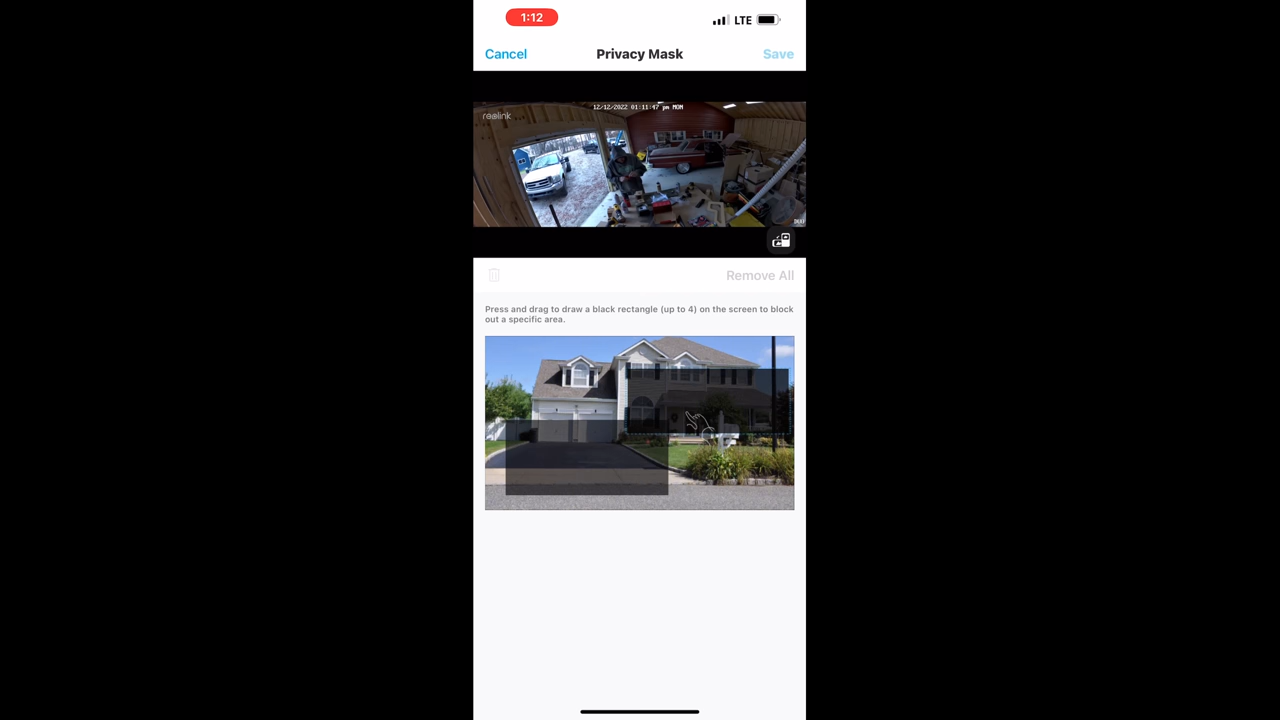 1:12
LTE
Cancel
Privacy Mask
Save
12/12/2022 01:11:47 pm MON
reolink
Remove All
Press and drag to draw a black rectangle (up to 4) on the screen to block
out a specific area.